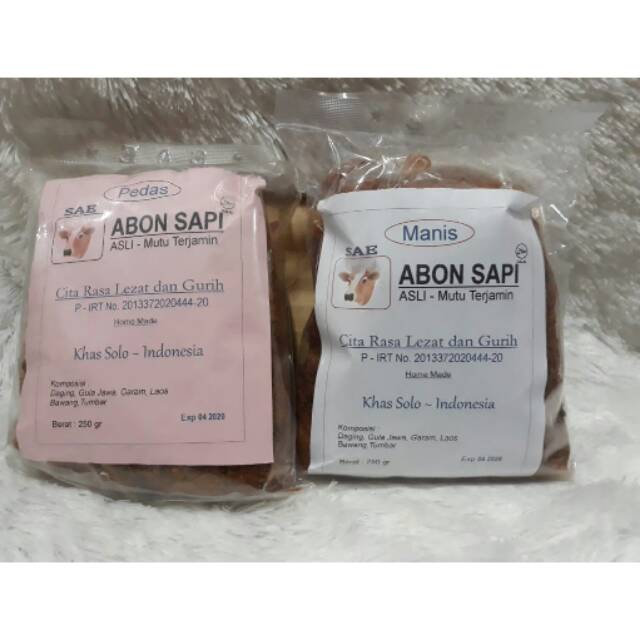 Pedas
SAE
ABON SAPI
ASLI - Mutu Terjamin
Cita Rasa Lezat dan Gurih
P - IRT No. 2013372020444-20
Home Made
Khas Solo ~ Indonesia
Komposisi
Daging, Gula Jawa, Garam, Laos
Bawang,Tumbar
Berat : 250 gr
Exp 04 2020
Manis
SAE
ABON SAPI
ASLI - Mutu Terjamin
Cita Rasa Lezat dan Gurih
P - IRT No. 2013372020444-20
Home Made
Khas Solo ~ Indonesia
Komposisi :
Daging, Gula Jawa, Garam, Laos
Bawang,Tumbar
Berat : 250 gr
Exp 04 2020